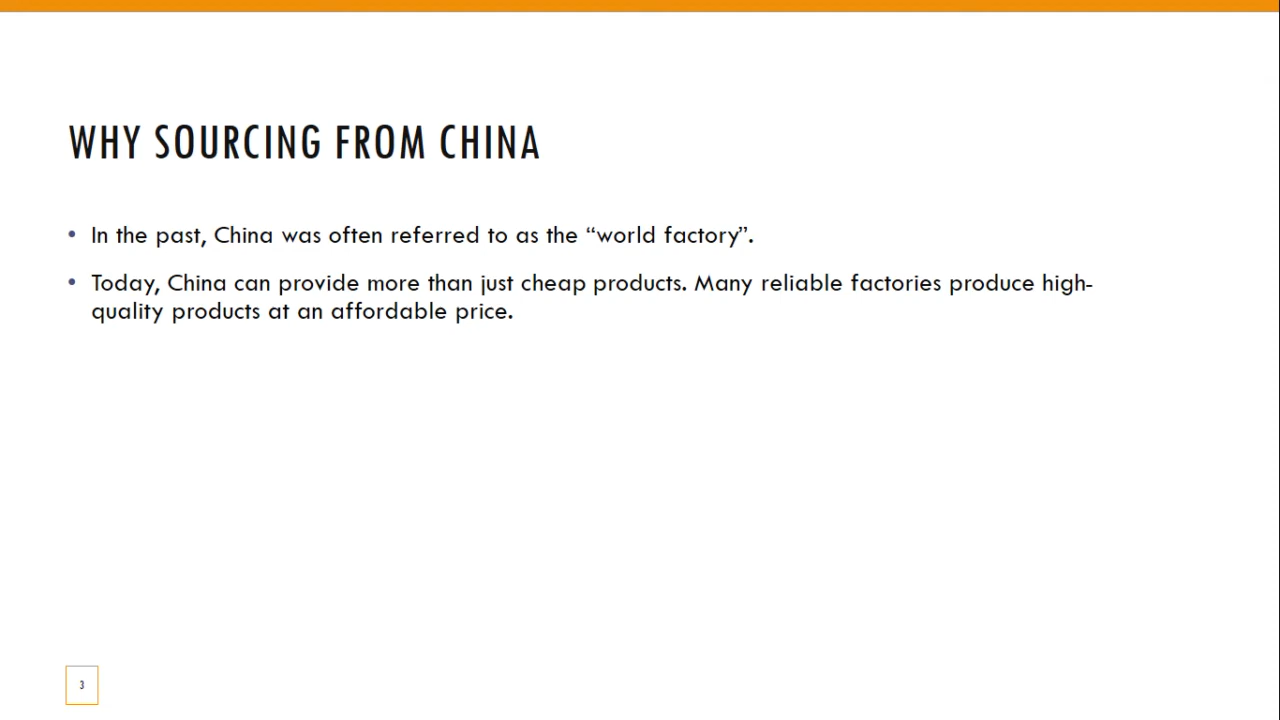 WHY SOURCING FROM CHINA
• In the past, China was often referred to as the “world factory”.
• Today, China can provide more than just cheap products. Many reliable factories produce high-
quality products at an affordable price.
3